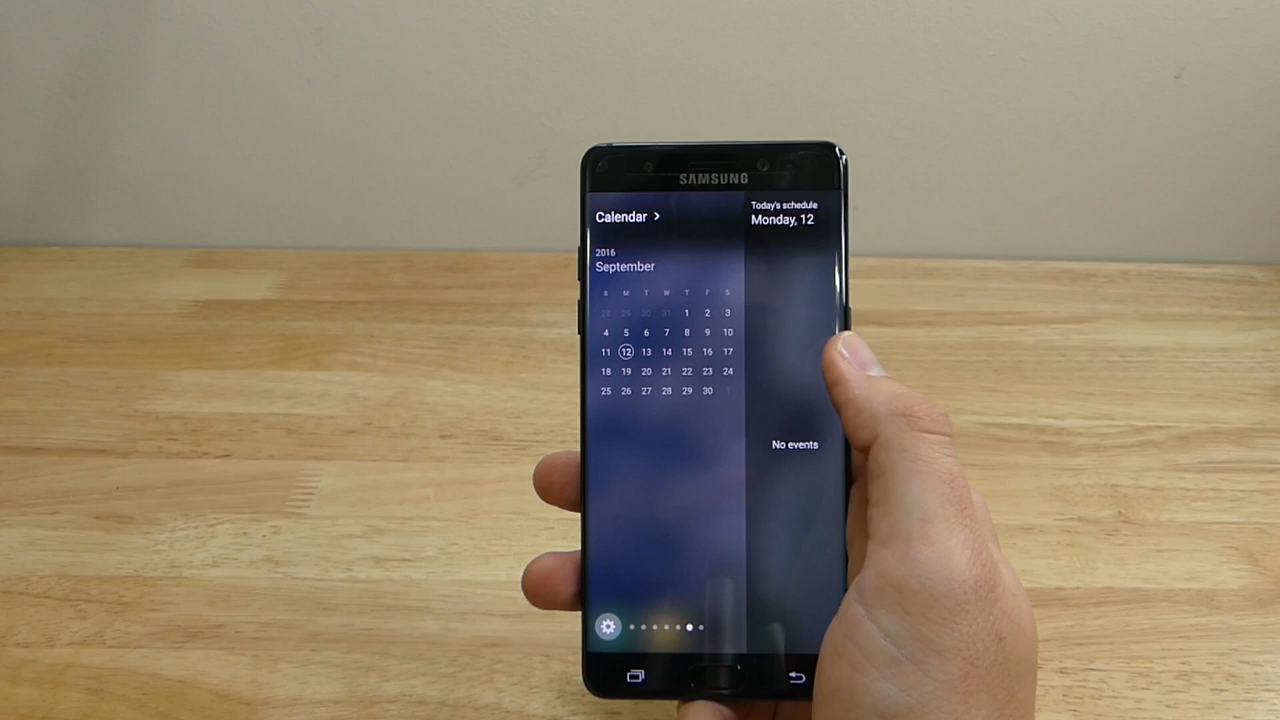 SAMSUNG
Calendar >
Today's schedule
Monday, 12
2016
September
S M T W T F S
28 29 30 31 1 2 3
4 5 6 7 8 9 10
11 12 13 14 15 16 17
18 19 20 21 22 23 24
25 26 27 28 29 30 1
No events